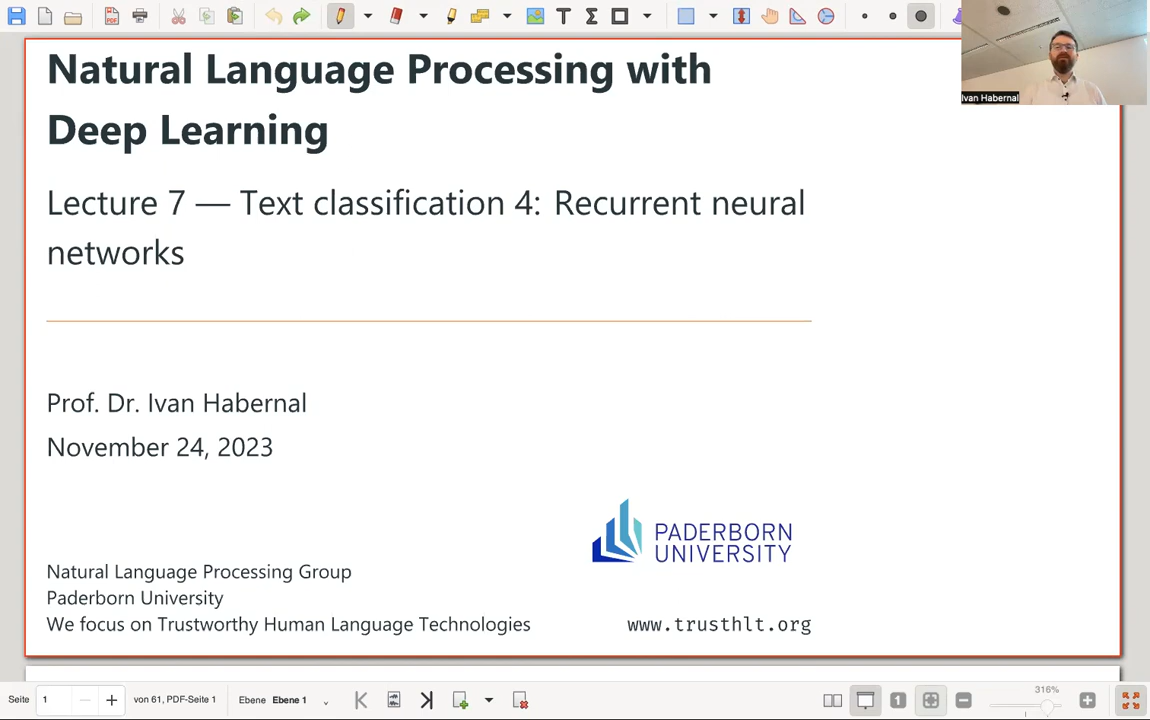 Ivan Habernal
Natural Language Processing with
Deep Learning
Lecture 7 — Text classification 4: Recurrent neural
networks
Prof. Dr. Ivan Habernal
November 24, 2023
PADERBORN
UNIVERSITY
Natural Language Processing Group
Paderborn University
We focus on Trustworthy Human Language Technologies
www.trusthlt.org
316%
Seite 1 von 61, PDF-Seite 1 Ebene Ebene 1